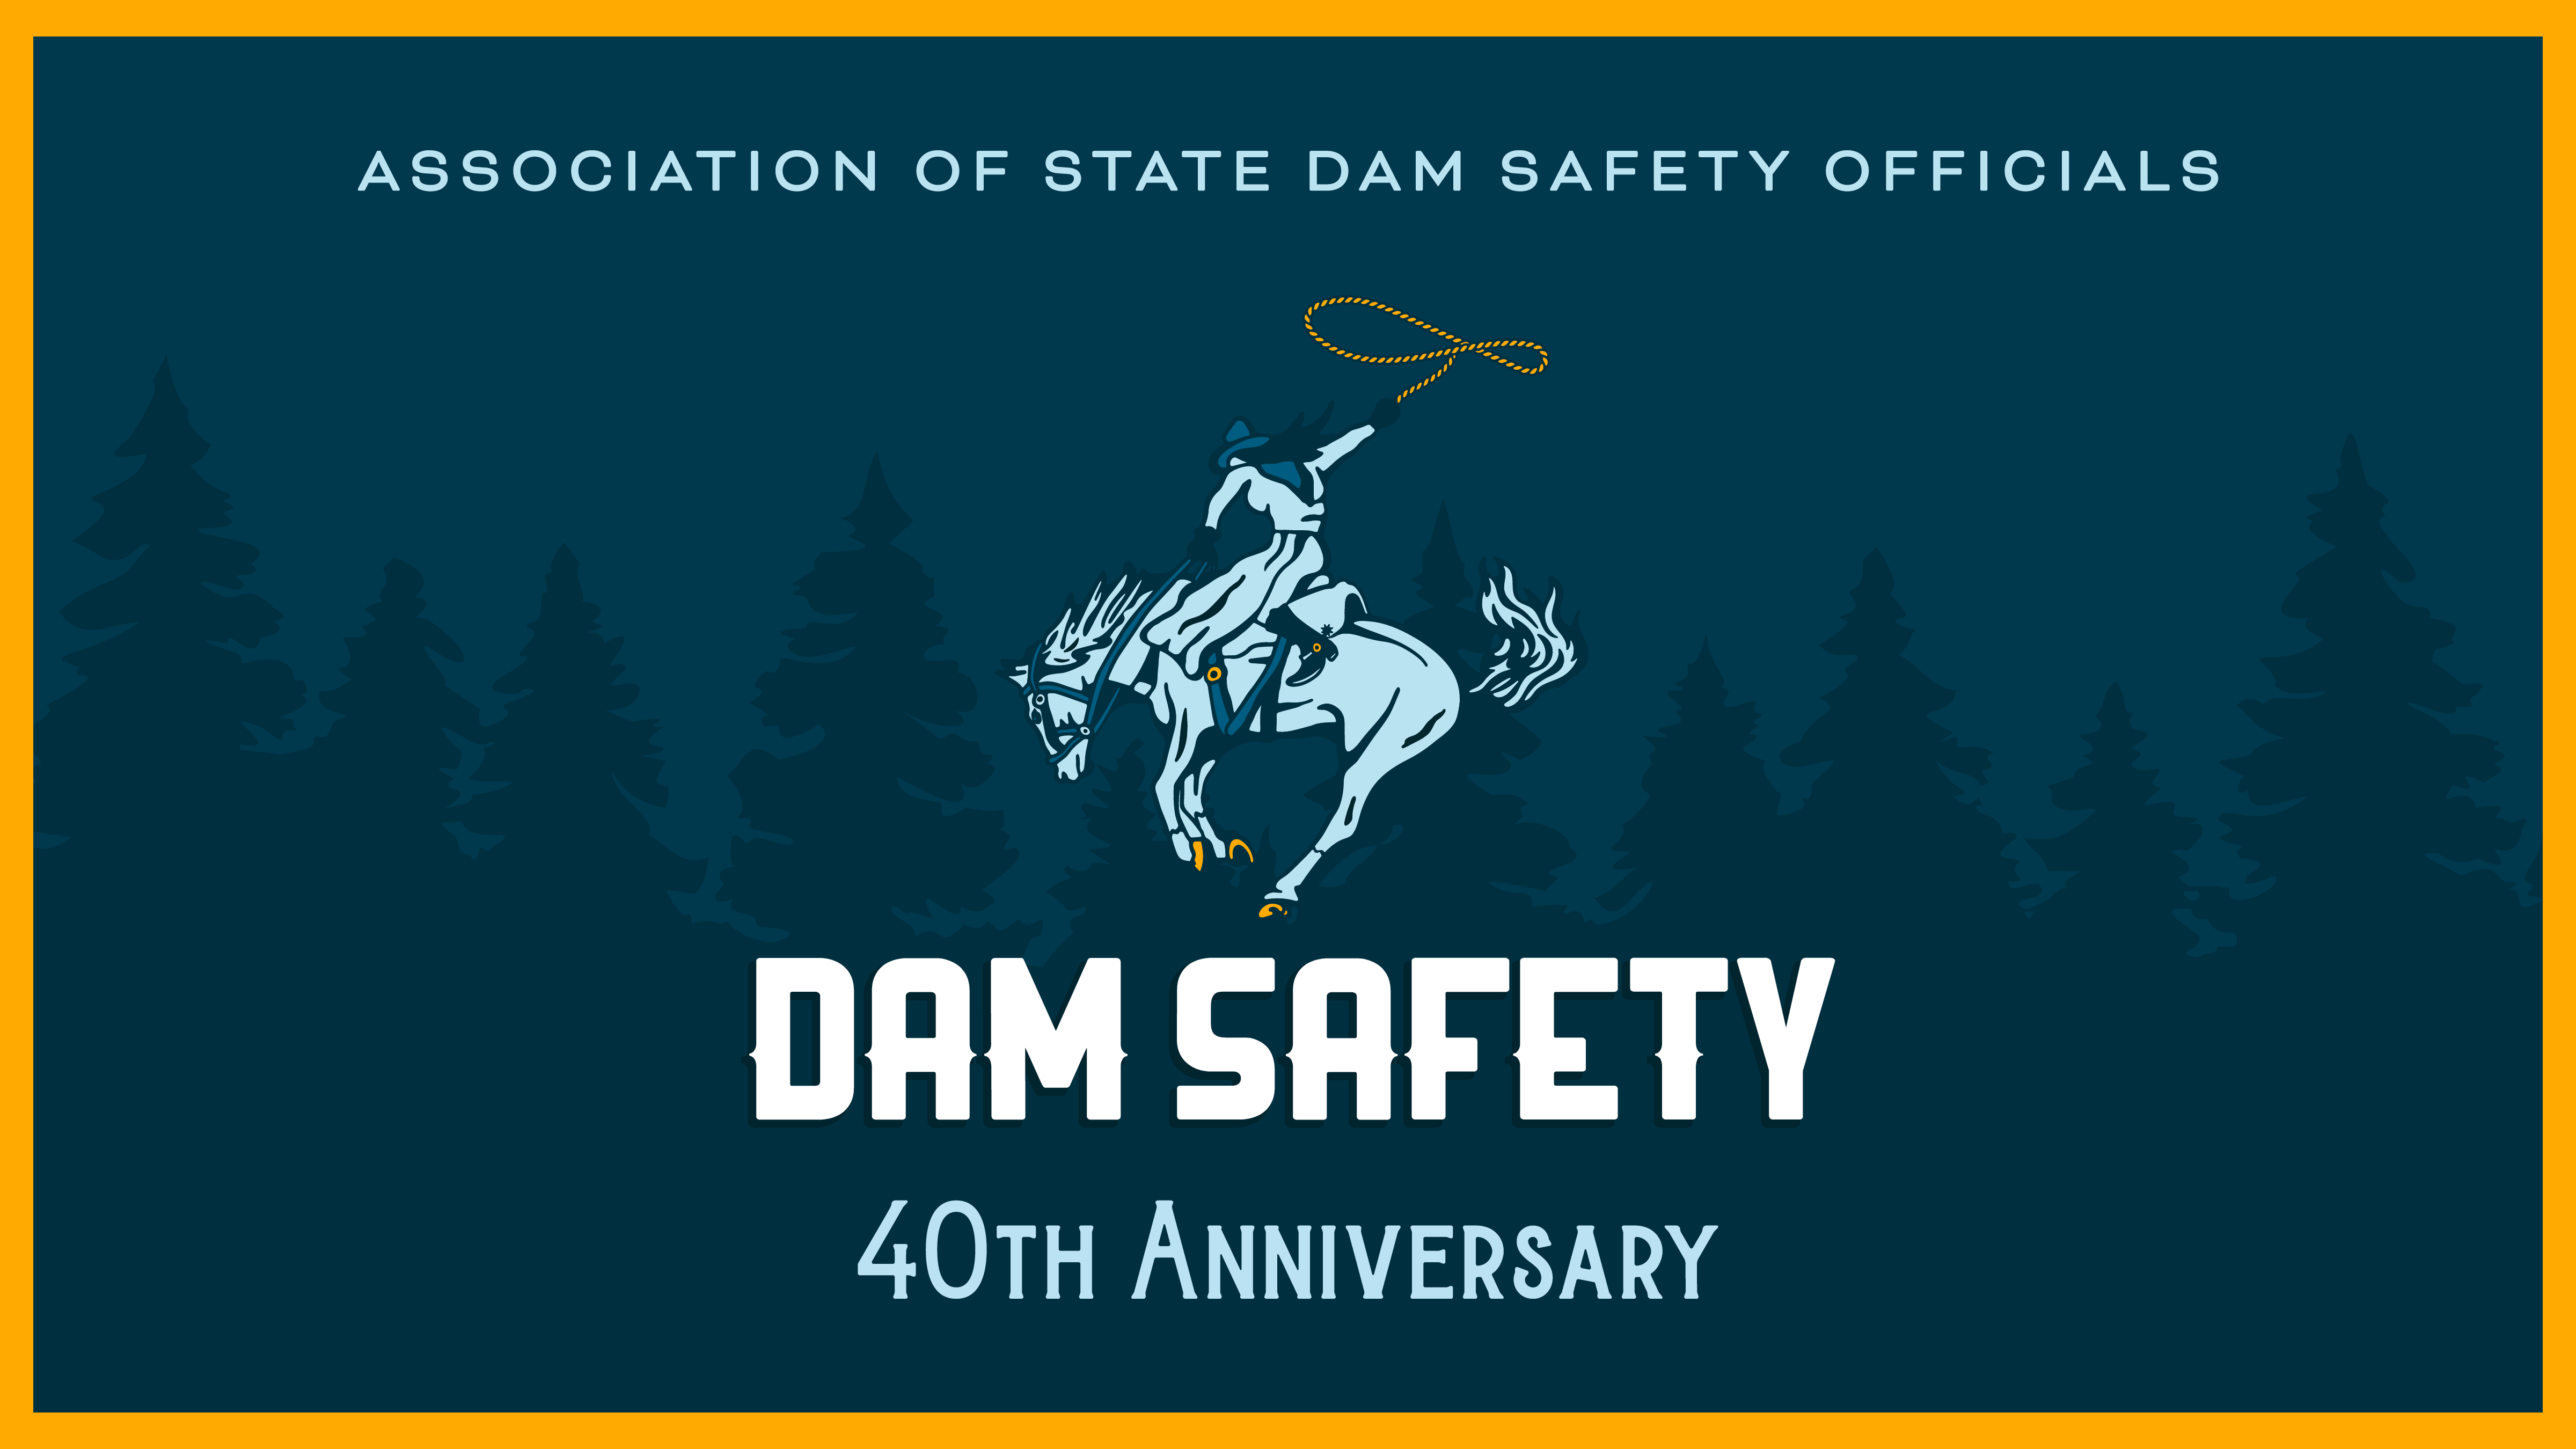 ASSOCIATION OF STATE DAM SAFETY OFFICIALS
DAM SAFETY
40TH ANNIVERSARY